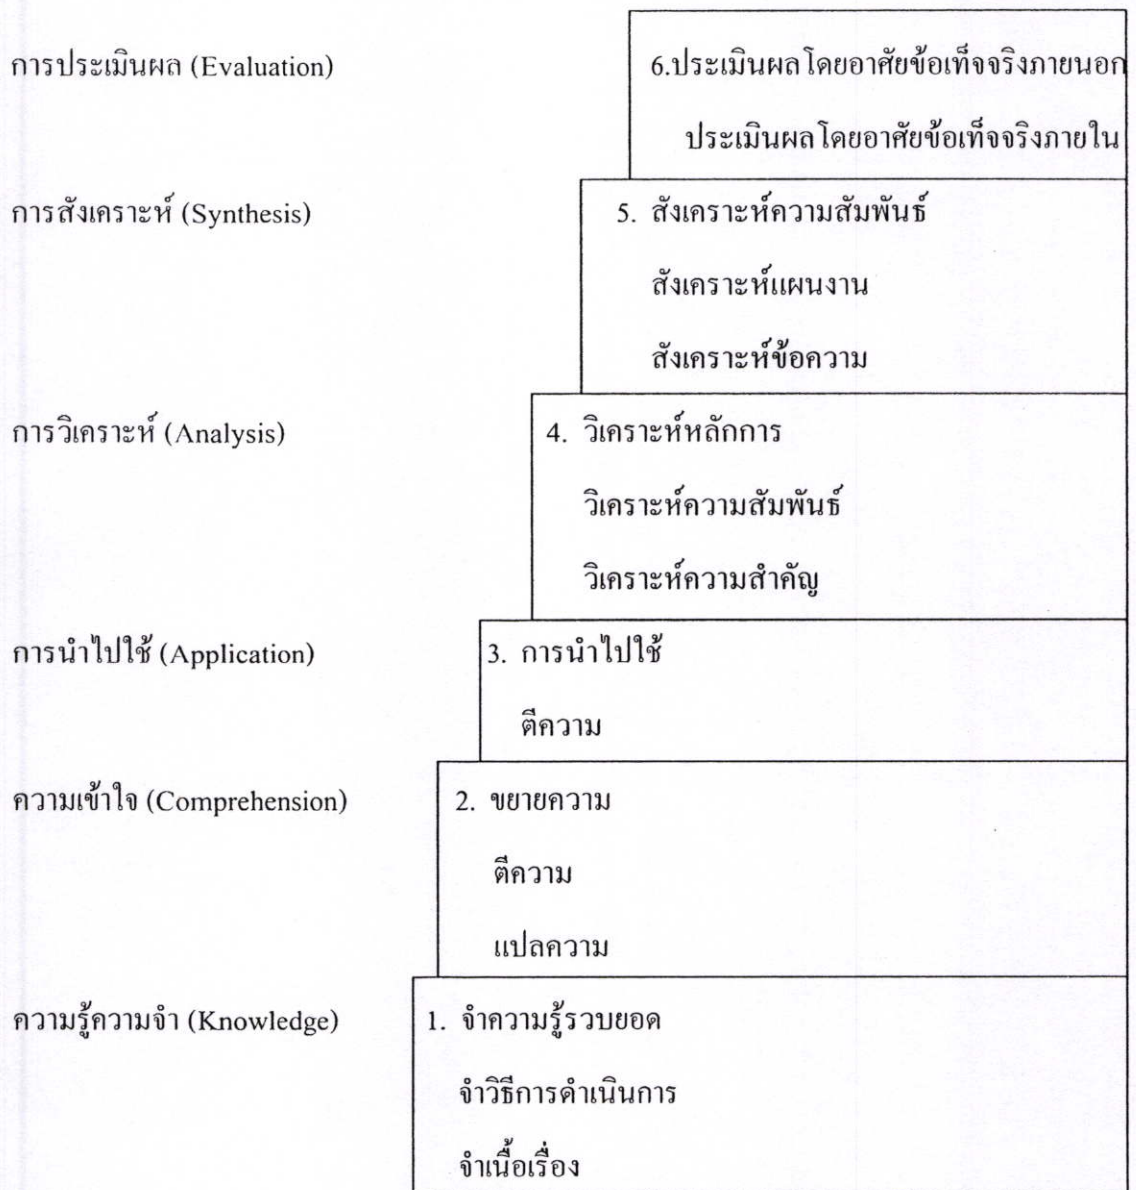 การประเมินผล (Evaluation) 6.ประเมินผลโดยอาศัยข้อเท็จจริงภายนอก
ประเมินผลโดยอาศัยข้อเท็จจริงภายใน
การสังเคราะห์ (Synthesis) 5. สังเคราะห์ความสัมพันธ์
สังเคราะห์แผนงาน
สังเคราะห์ข้อความ
การวิเคราะห์ (Analysis) 4. วิเคราะห์หลักการ
วิเคราะห์ความสัมพันธ์
วิเคราะห์ความสำคัญ
การนำไปใช้ (Application) 3. การนำไปใช้
ตีความ
ความเข้าใจ (Comprehension) 2. ขยายความ
ตีความ
แปลความ
ความรู้ความจำ (Knowledge) 1. จำความรู้รวบยอด
จำวิธีการดำเนินการ
จำเนื้อเรื่อง